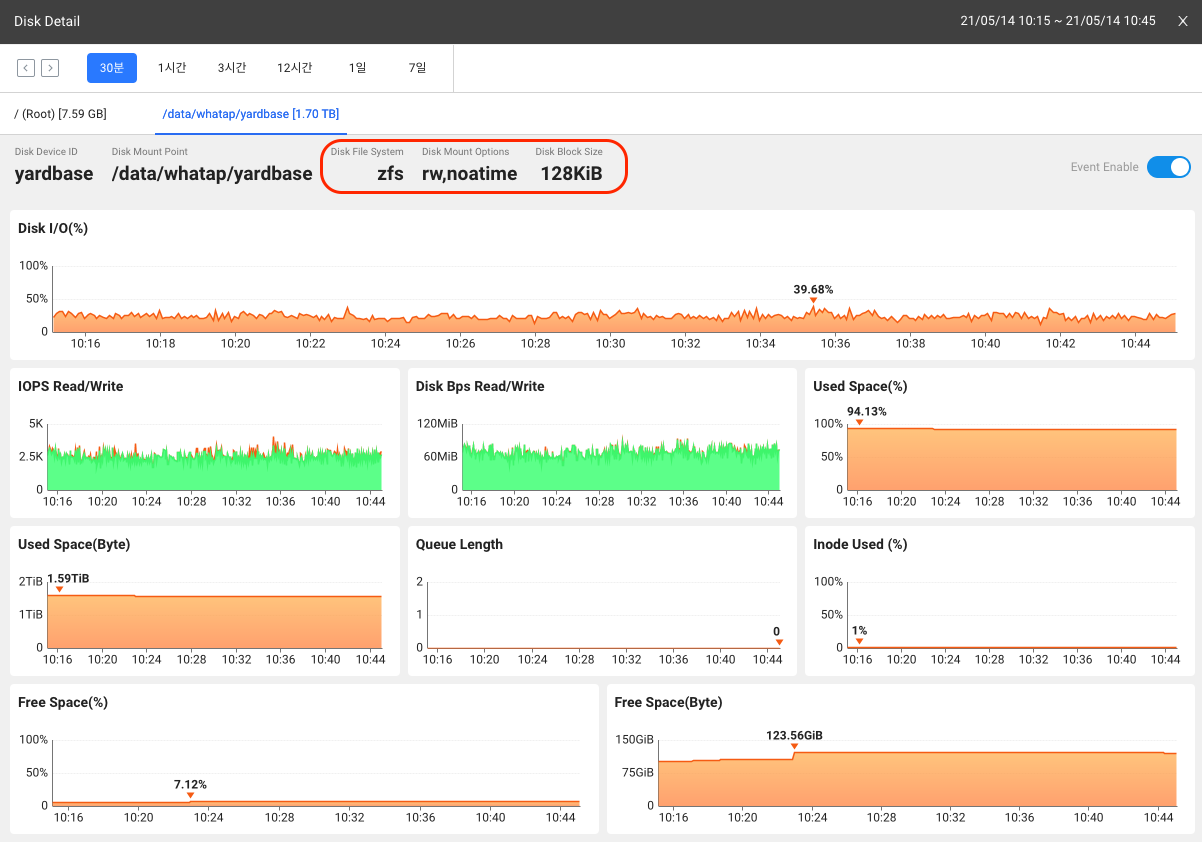 Disk Detail 21/05/14 10:15 ~ 21/05/14 10:45 X
< > 30분 1시간 3시간 12시간 1일 7일
/ (Root) [7.59 GB] /data/whatap/yardbase [1.70 TB]
Disk Device ID Disk Mount Point Disk File System Disk Mount Options Disk Block Size
yardbase /data/whatap/yardbase zfs rw,noatime 128KiB Event Enable
Disk I/O(%)
39.68%
100%
50%
0
10:16 10:18 10:20 10:22 10:24 10:26 10:28 10:30 10:32 10:34 10:36 10:38 10:40 10:42 10:44
IOPS Read/Write
5K
2.5K
0
10:16 10:20 10:24 10:28 10:32 10:36 10:40 10:44
Disk Bps Read/Write
120MiB
60MiB
0
10:16 10:20 10:24 10:28 10:32 10:36 10:40 10:44
Used Space(%)
94.13%
100%
50%
0
10:16 10:20 10:24 10:28 10:32 10:36 10:40 10:44
Used Space(Byte)
2TiB 1.59TiB
1TiB
0
10:16 10:20 10:24 10:28 10:32 10:36 10:40 10:44
Queue Length
2
1
0
0
10:16 10:20 10:24 10:28 10:32 10:36 10:40 10:44
Inode Used (%)
100%
50%
1%
0
10:16 10:20 10:24 10:28 10:32 10:36 10:40 10:44
Free Space(%)
100%
50%
7.12%
0
10:16 10:20 10:24 10:28 10:32 10:36 10:40 10:44
Free Space(Byte)
150GiB 123.56GiB
75GiB
0
10:16 10:20 10:24 10:28 10:32 10:36 10:40 10:44